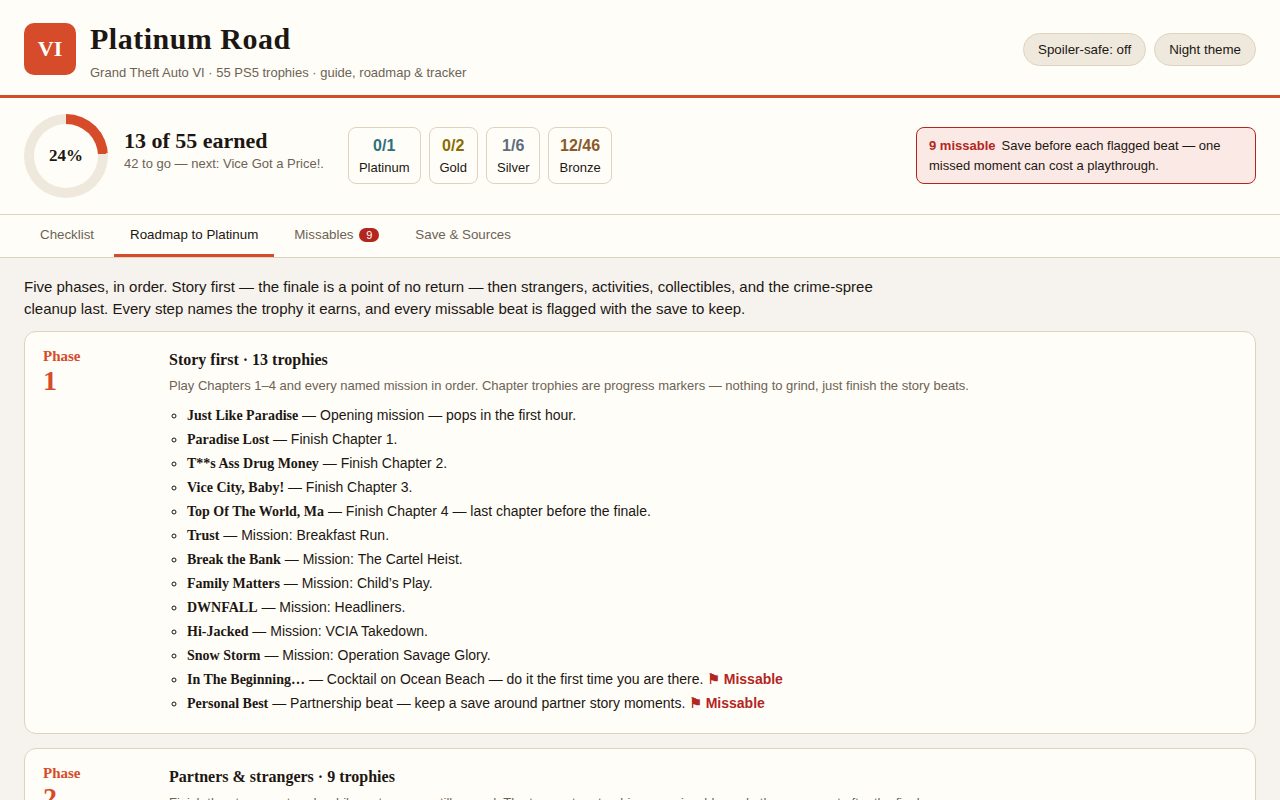 VI
Platinum Road
Grand Theft Auto VI · 55 PS5 trophies · guide, roadmap & tracker
Spoiler-safe: off
Night theme
24%
13 of 55 earned
42 to go — next: Vice Got a Price!.
0/1
Platinum
0/2
Gold
1/6
Silver
12/46
Bronze
9 missable Save before each flagged beat — one
missed moment can cost a playthrough.
Checklist
Roadmap to Platinum
Missables 9
Save & Sources
Five phases, in order. Story first — the finale is a point of no return — then strangers, activities, collectibles, and the crime-spree
cleanup last. Every step names the trophy it earns, and every missable beat is flagged with the save to keep.
Phase
1
Story first · 13 trophies
Play Chapters 1–4 and every named mission in order. Chapter trophies are progress markers — nothing to grind, just finish the story beats.
Just Like Paradise — Opening mission — pops in the first hour.
Paradise Lost — Finish Chapter 1.
T**s Ass Drug Money — Finish Chapter 2.
Vice City, Baby! — Finish Chapter 3.
Top Of The World, Ma — Finish Chapter 4 — last chapter before the finale.
Trust — Mission: Breakfast Run.
Break the Bank — Mission: The Cartel Heist.
Family Matters — Mission: Child’s Play.
DWNFALL — Mission: Headliners.
Hi-Jacked — Mission: VCIA Takedown.
Snow Storm — Mission: Operation Savage Glory.
In The Beginning… — Cocktail on Ocean Beach — do it the first time you are there. ⚑ Missable
Personal Best — Partnership beat — keep a save around partner story moments. ⚑ Missable
Phase
2
Partners & strangers · 9 trophies